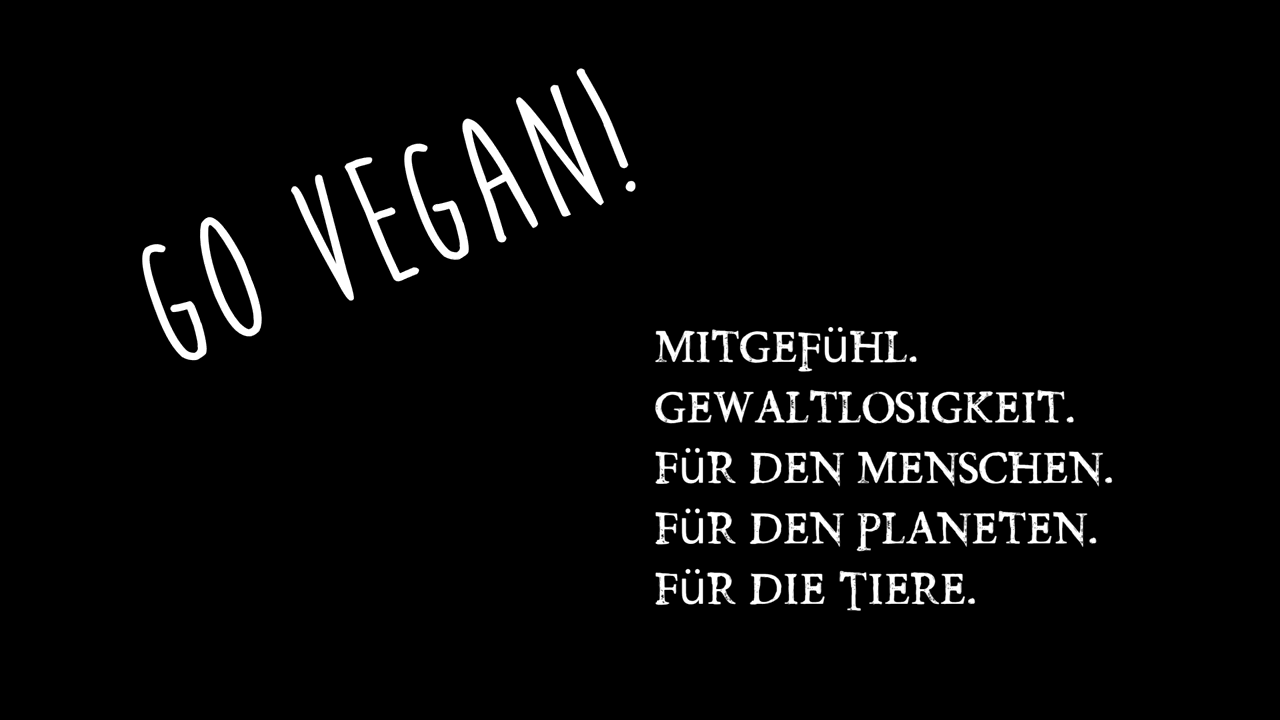 GO VEGAN!
MITGEFÜHL.
GEWALTLOSIGKEIT.
FÜR DEN MENSCHEN.
FÜR DEN PLANETEN.
FÜR DIE TIERE.